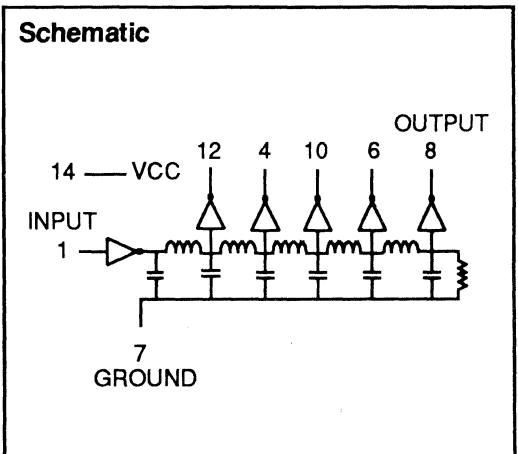 Schematic
OUTPUT
12 4 10 6 8
14 VCC
INPUT
1
7
GROUND